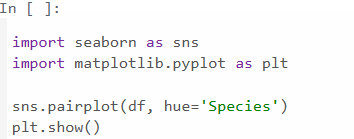 In [ ]:
import seaborn as sns
import matplotlib.pyplot as plt
sns.pairplot(df, hue='Species')
plt.show()